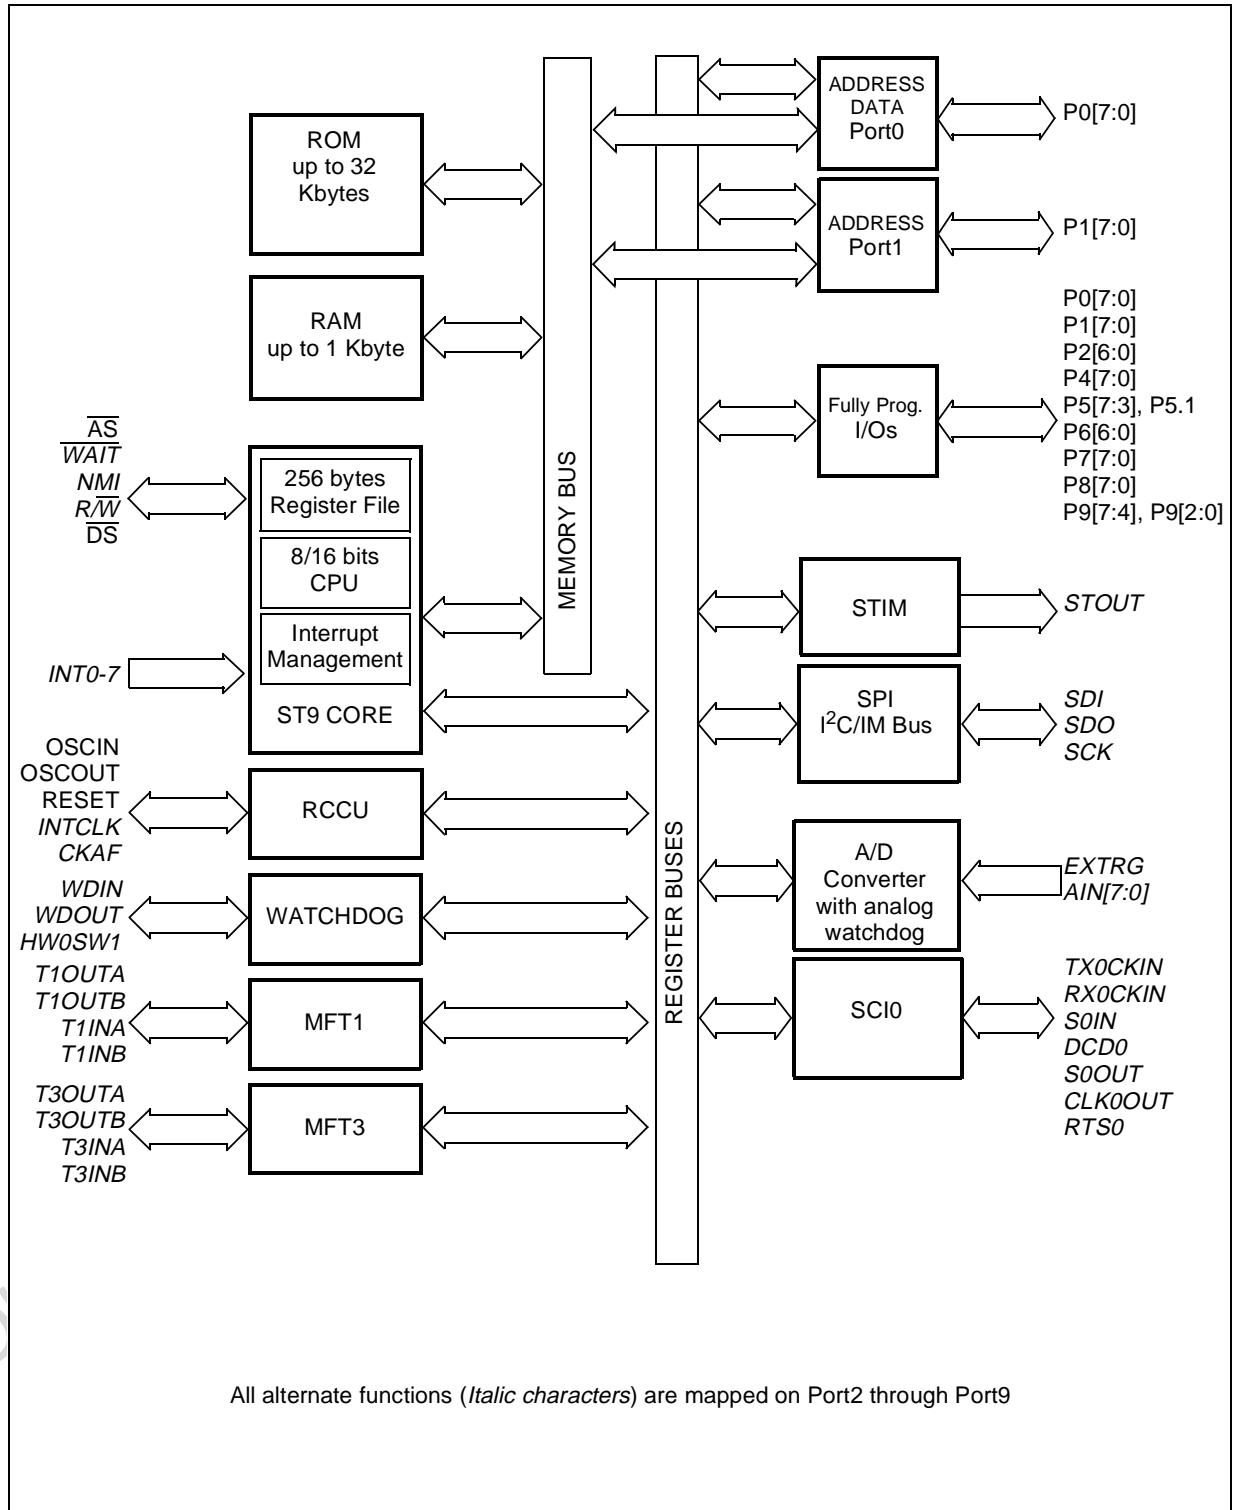 ROM
up to 32
Kbytes
RAM
up to 1 Kbyte
AS
WAIT
NMI
R/W
DS
256 bytes
Register File
8/16 bits
CPU
Interrupt
Management
ST9 CORE
INT0-7
OSCIN
OSCOUT
RESET
INTCLK
CKAF
RCCU
WDIN
WDOUT
HW0SW1
WATCHDOG
T1OUTA
T1OUTB
T1INA
T1INB
MFT1
T3OUTA
T3OUTB
T3INA
T3INB
MFT3
MEMORY BUS
REGISTER BUSES
ADDRESS
DATA
Port0
P0[7:0]
ADDRESS
Port1
P1[7:0]
Fully Prog.
I/Os
P0[7:0]
P1[7:0]
P2[6:0]
P4[7:0]
P5[7:3], P5.1
P6[6:0]
P7[7:0]
P8[7:0]
P9[7:4], P9[2:0]
STIM
STOUT
SPI
I²C/IM Bus
SDI
SDO
SCK
A/D
Converter
with analog
watchdog
EXTRG
AIN[7:0]
SCI0
TX0CKIN
RX0CKIN
S0IN
DCD0
S0OUT
CLK0OUT
RTS0
All alternate functions (Italic characters) are mapped on Port2 through Port9